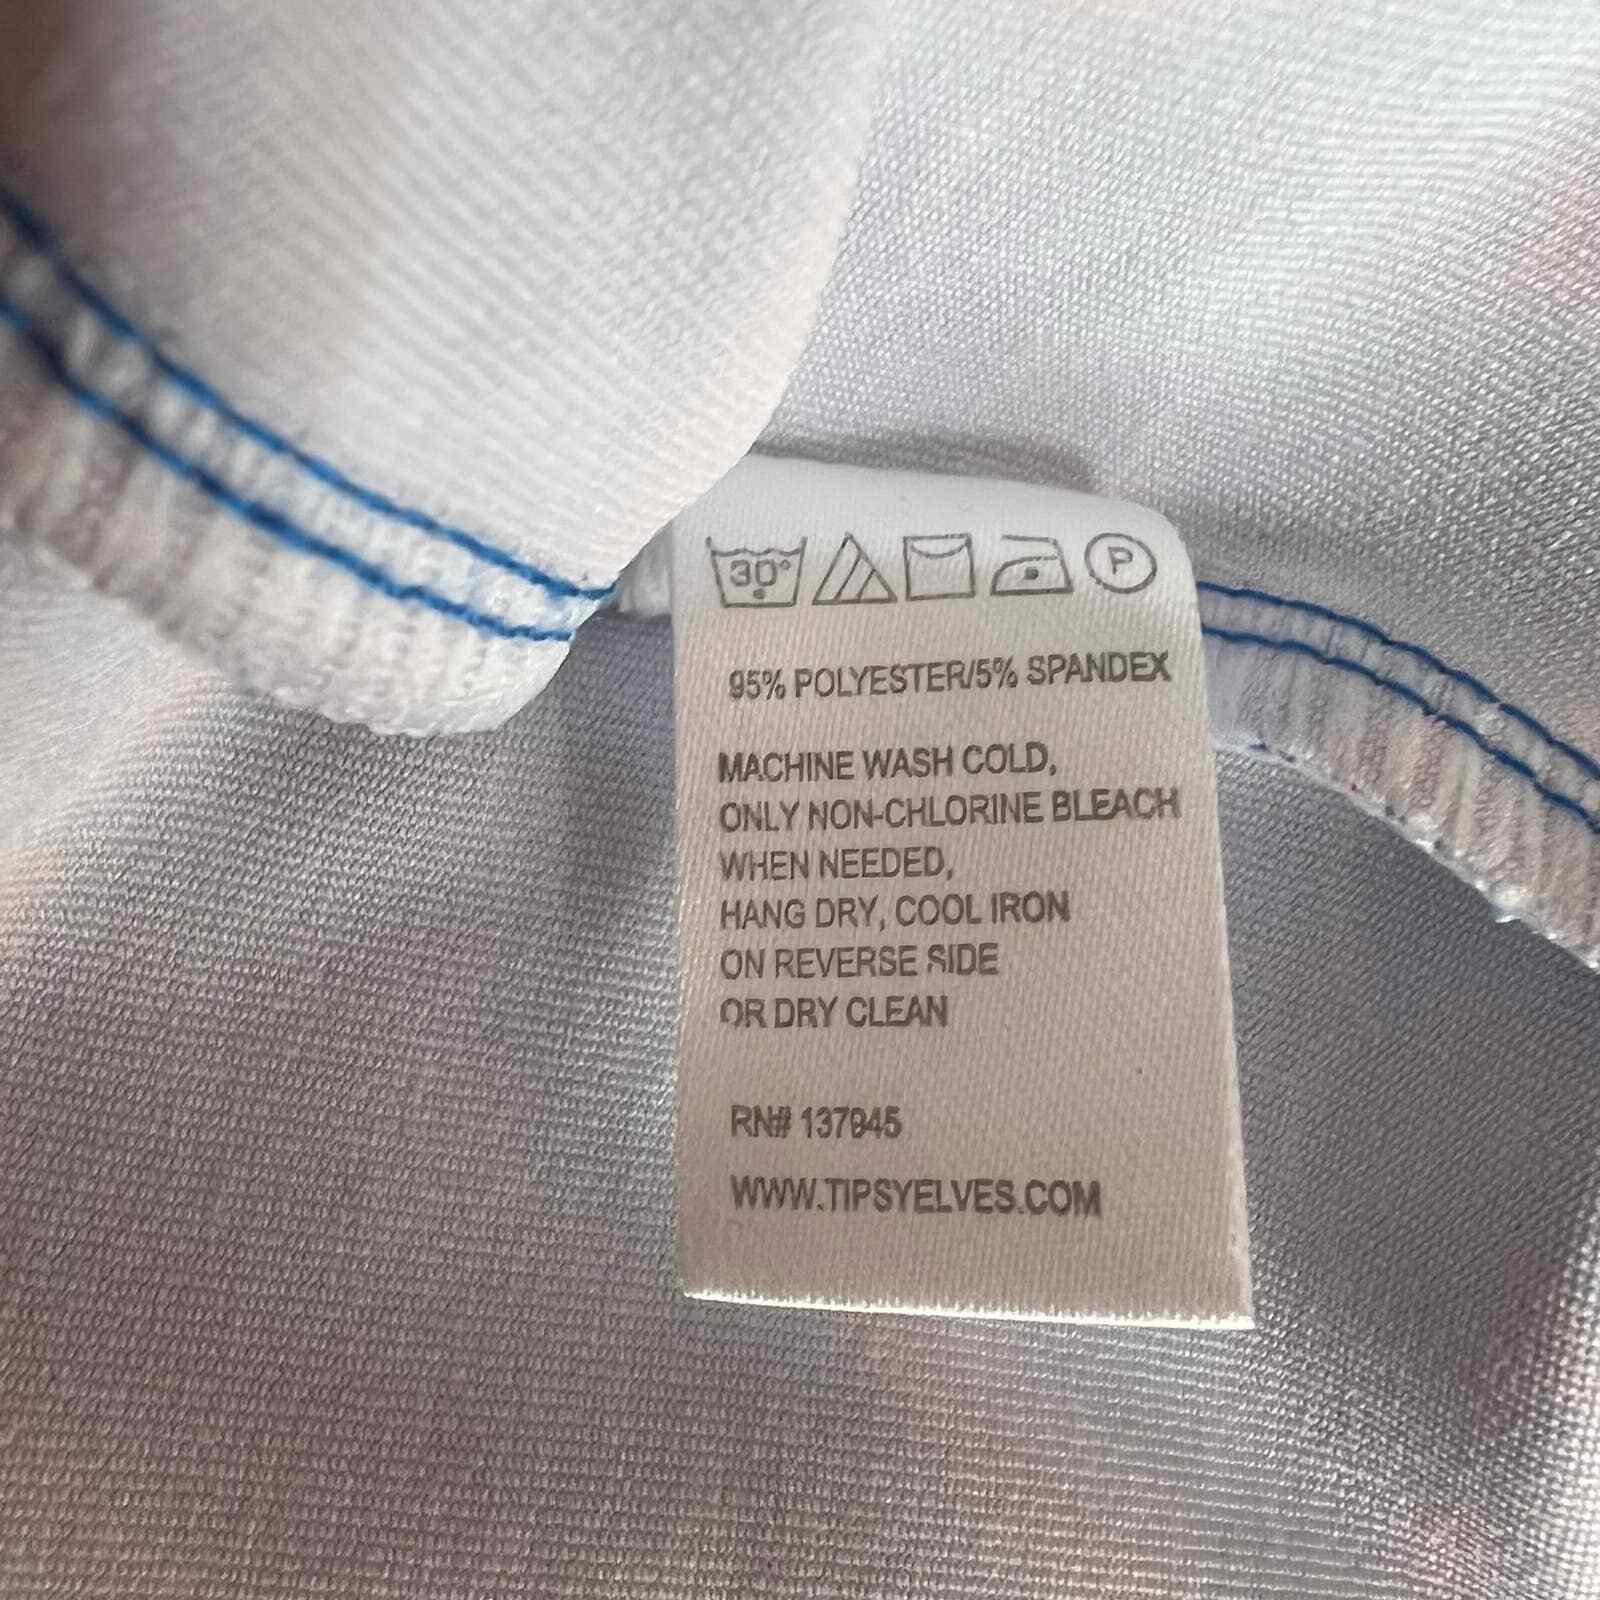 30°
P
95% POLYESTER/5% SPANDEX
MACHINE WASH COLD,
ONLY NON-CHLORINE BLEACH
WHEN NEEDED,
HANG DRY, COOL IRON
ON REVERSE SIDE
OR DRY CLEAN
RN# 137945
WWW.TIPSYELVES.COM